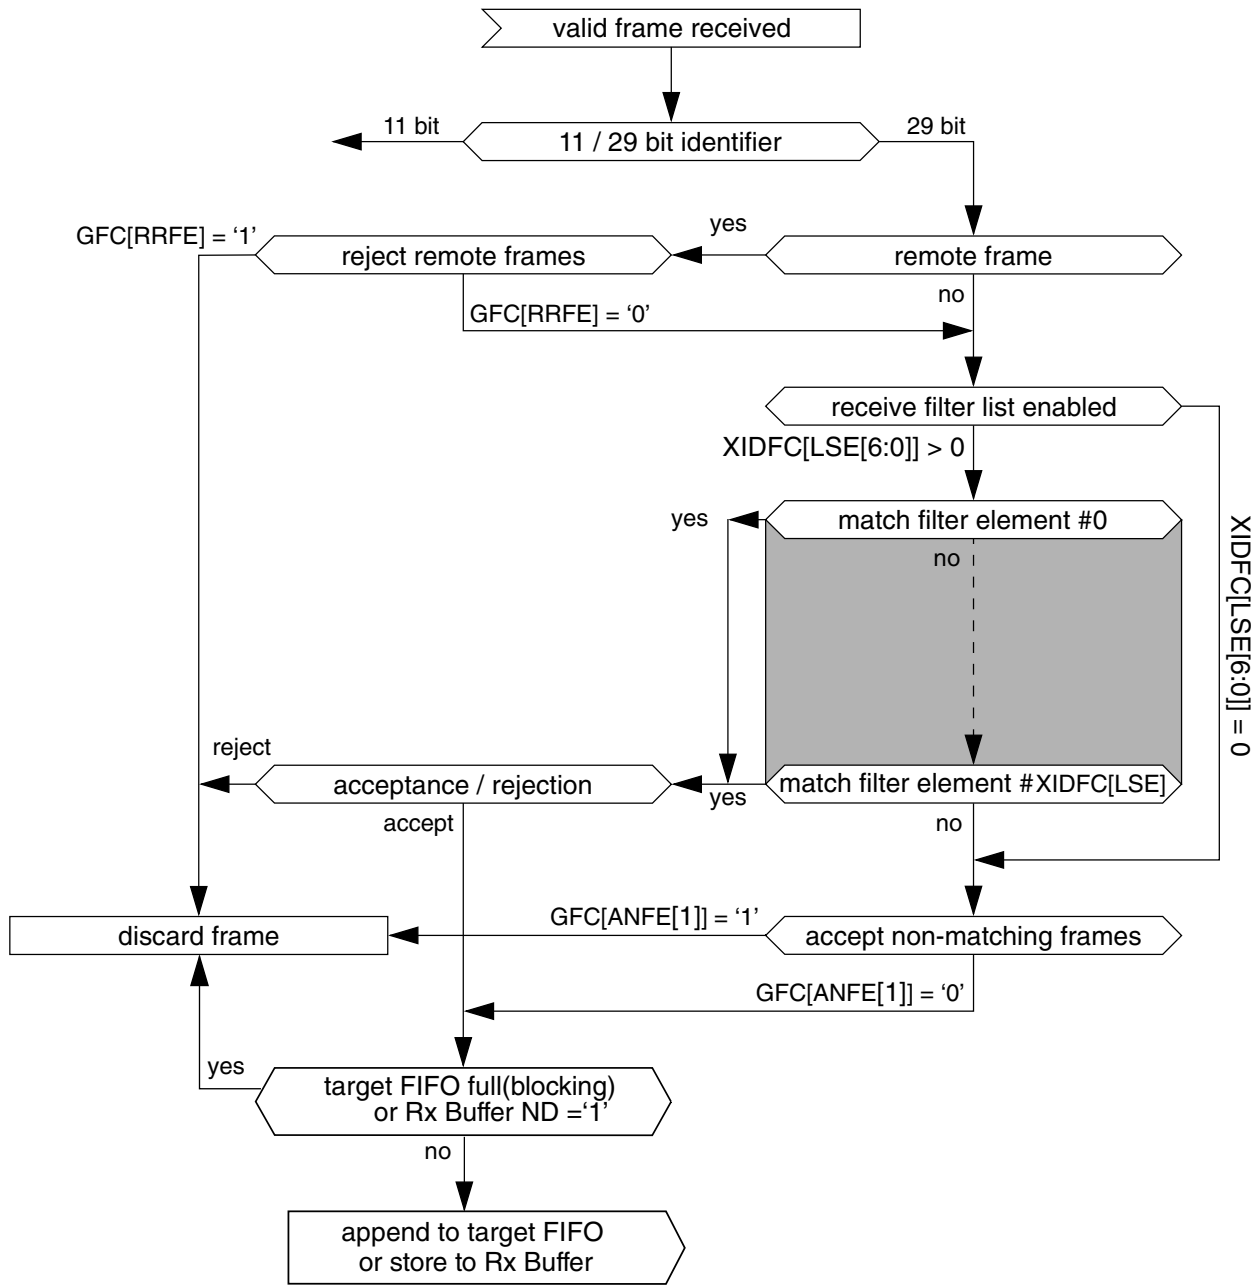 valid frame received
11 bit
11 / 29 bit identifier
29 bit
GFC[RRFE] = ‘1’
reject remote frames
yes
remote frame
no
GFC[RRFE] = ‘0’
receive filter list enabled
XIDFC[LSE[6:0]] > 0
yes
match filter element #0
no
XIDFC[LSE[6:0]] = 0
reject
acceptance / rejection
yes
match filter element #XIDFC[LSE]
accept
no
discard frame
GFC[ANFE[1]] = ‘1’
accept non-matching frames
GFC[ANFE[1]] = ‘0’
yes
target FIFO full(blocking)
or Rx Buffer ND =‘1’
no
append to target FIFO
or store to Rx Buffer